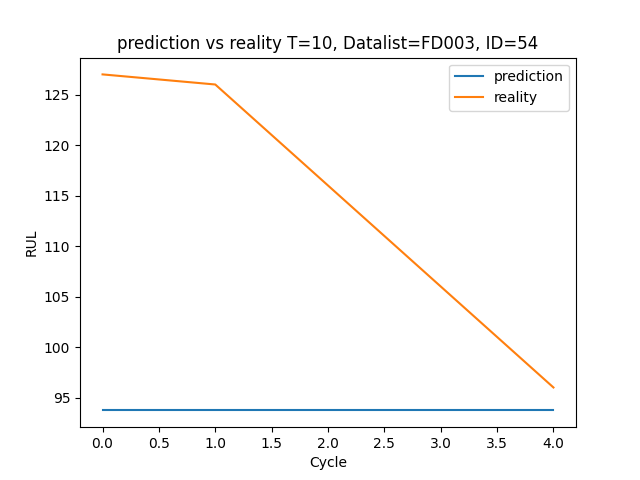 prediction vs reality T=10, Datalist=FD003, ID=54
prediction
reality
RUL
125
120
115
110
105
100
95
0.0 0.5 1.0 1.5 2.0 2.5 3.0 3.5 4.0
Cycle